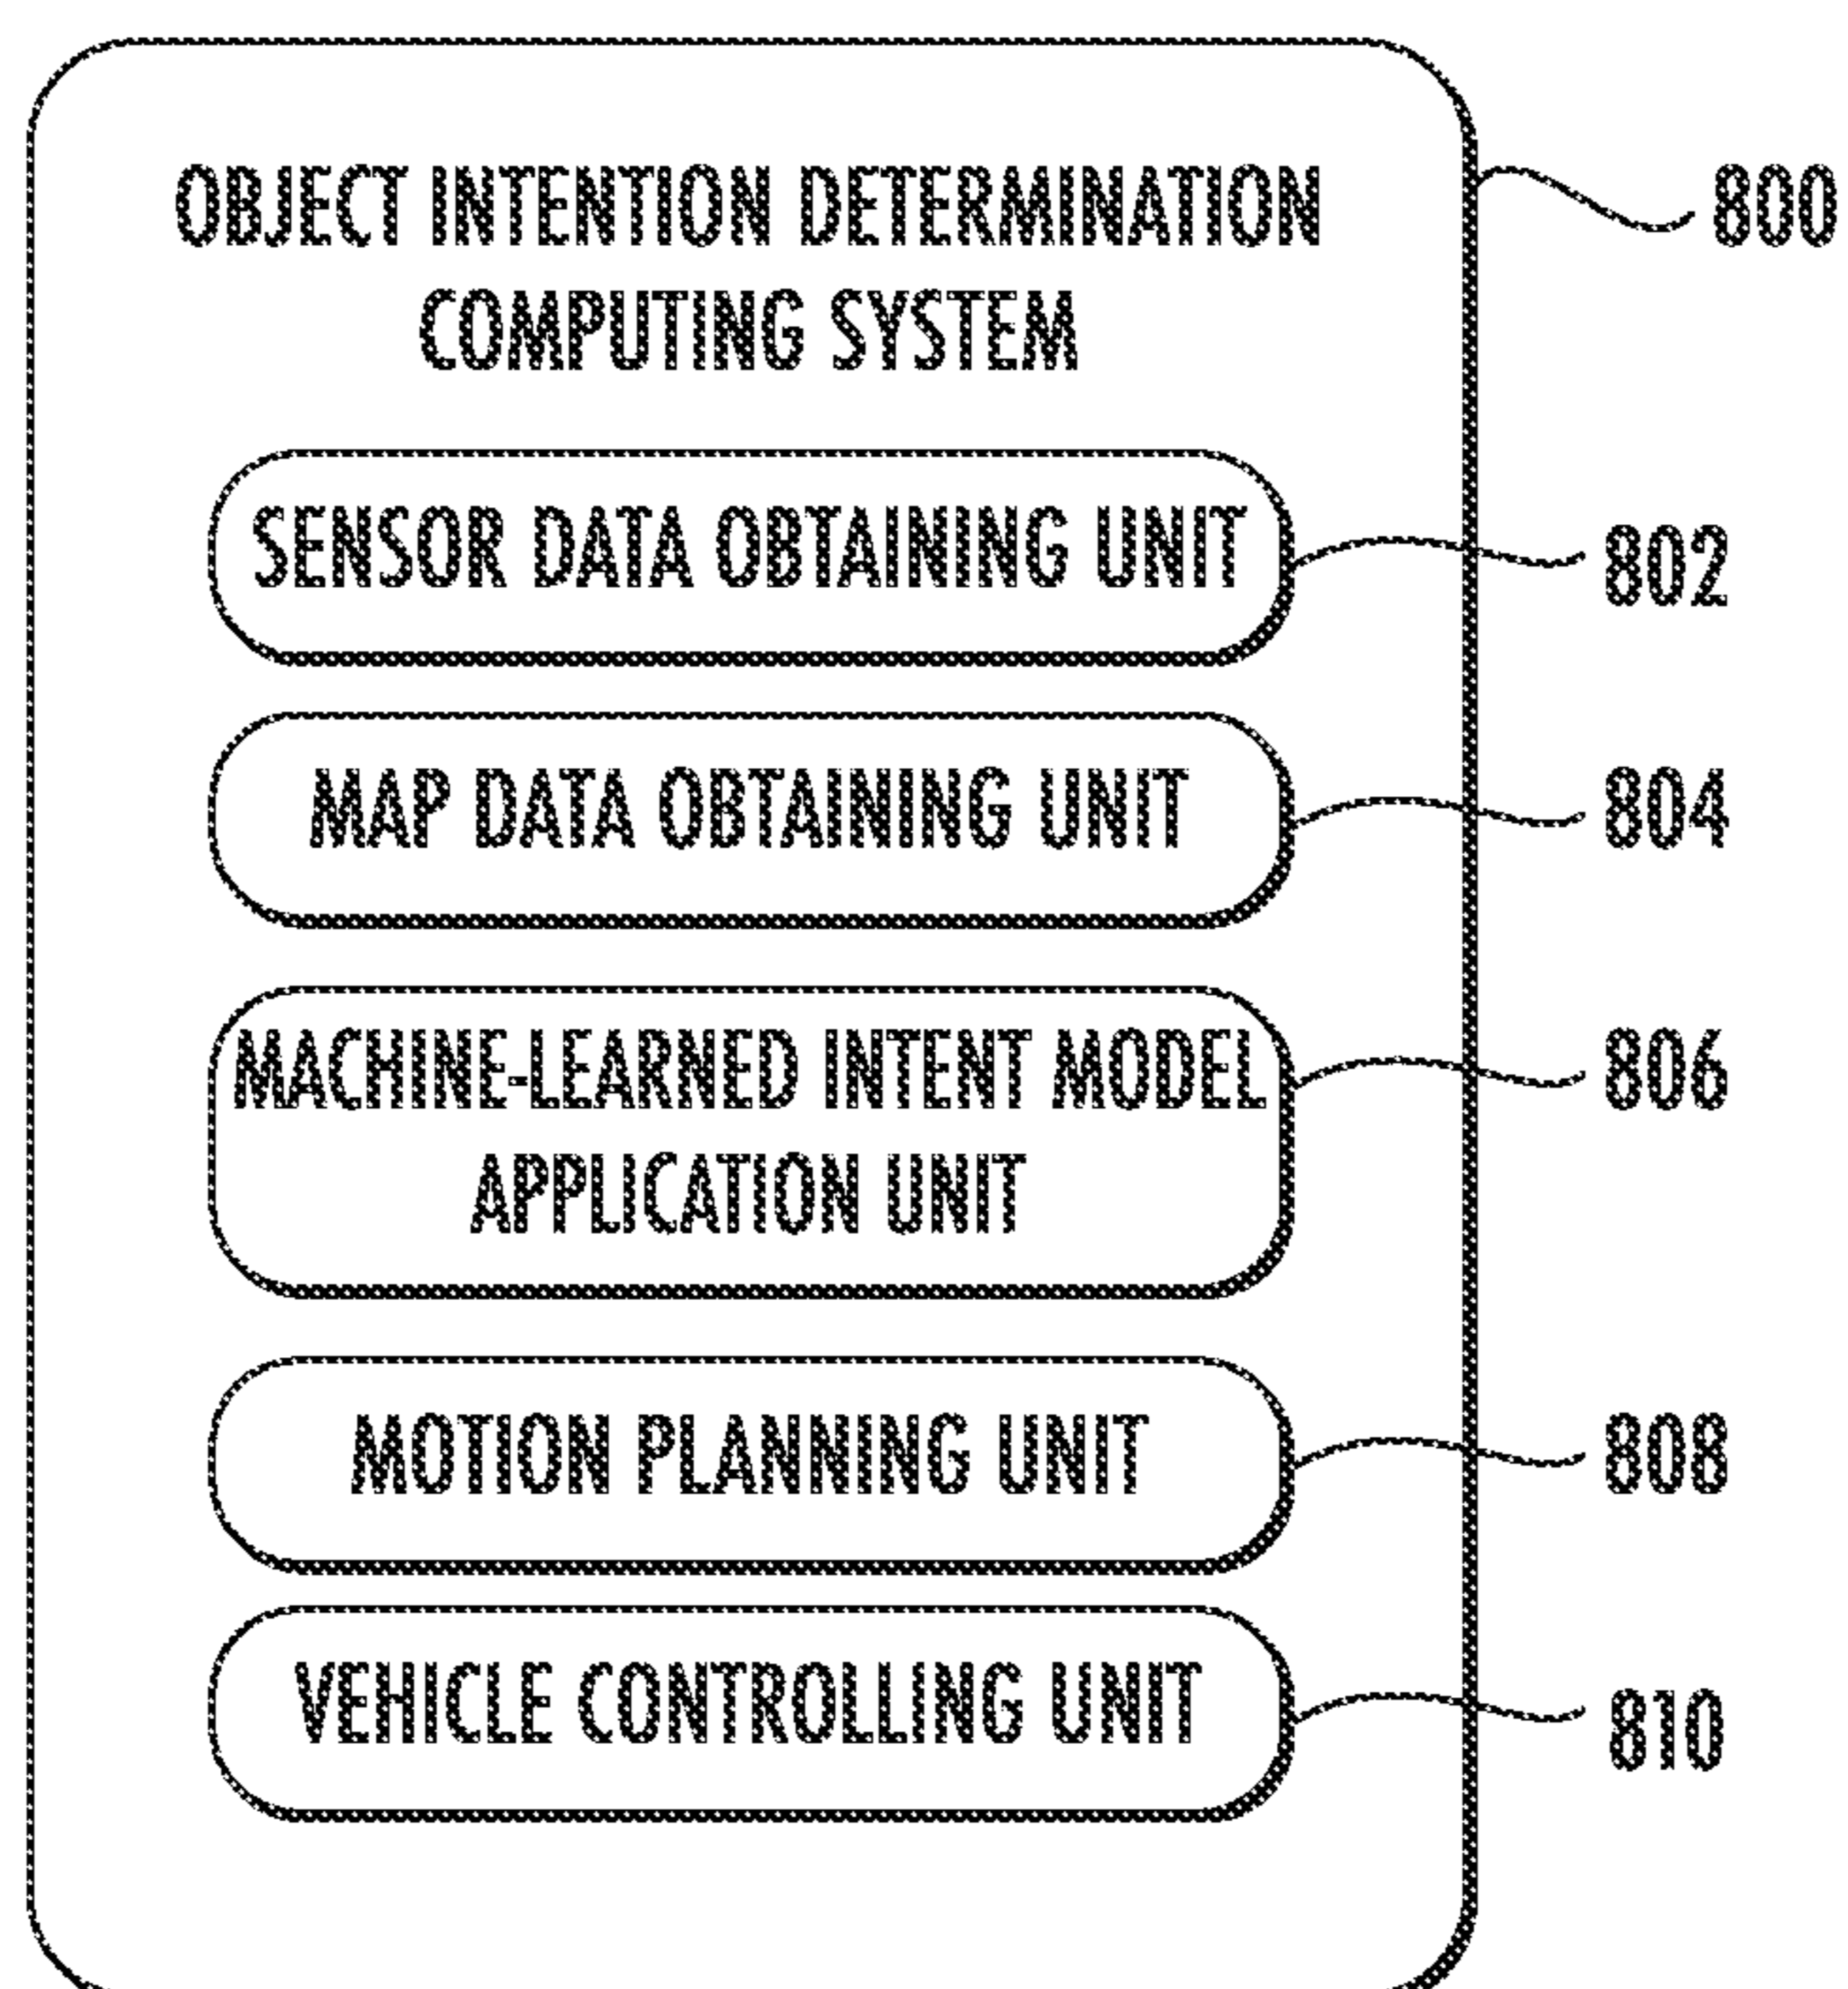 OBJECT INTENTION DETERMINATION 800
COMPUTING SYSTEM
SENSOR DATA OBTAINING UNIT 802
MAP DATA OBTAINING UNIT 804
MACHINE-LEARNED INTENT MODEL 806
APPLICATION UNIT
MOTION PLANNING UNIT 808
VEHICLE CONTROLLING UNIT 810